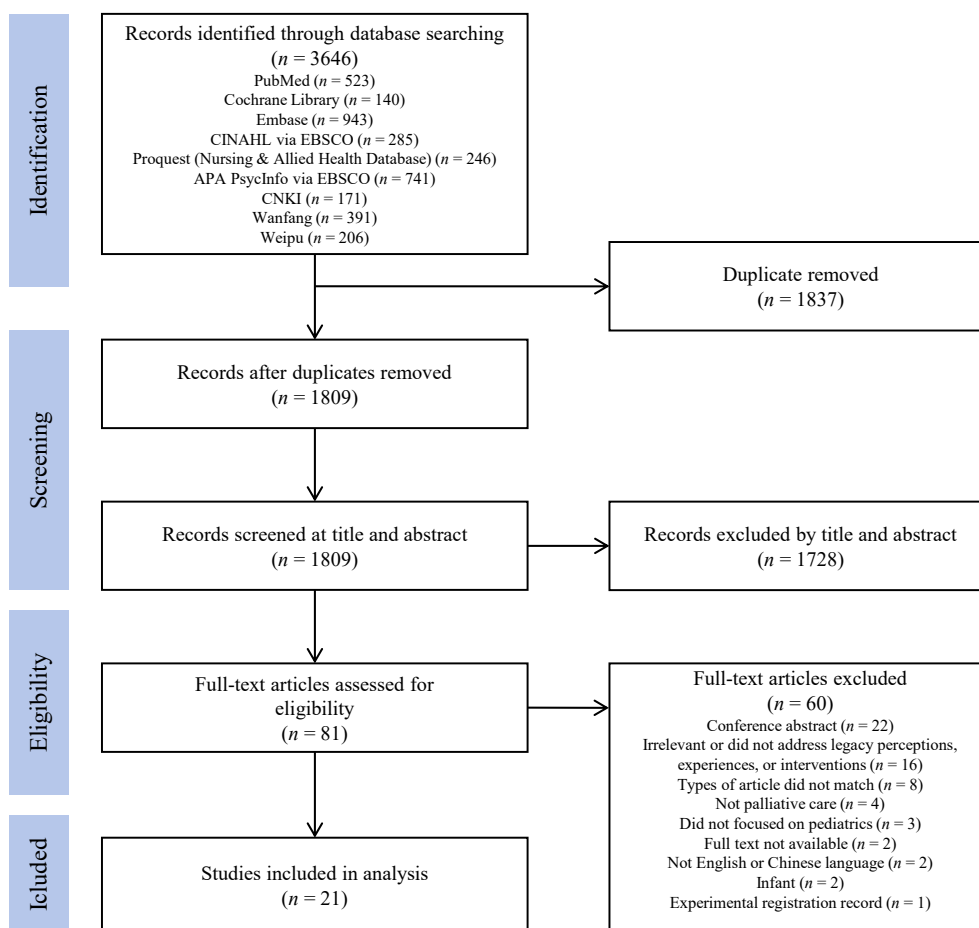 Identification
Records identified through database searching
(n = 3646)
PubMed (n = 523)
Cochrane Library (n = 140)
Embase (n = 943)
CINAHL via EBSCO (n = 285)
Proquest (Nursing & Allied Health Database) (n = 246)
APA PsycInfo via EBSCO (n = 741)
CNKI (n = 171)
Wanfang (n = 391)
Weipu (n = 206)
Duplicate removed
(n = 1837)
Screening
Records after duplicates removed
(n = 1809)
Records screened at title and abstract
(n = 1809)
Records excluded by title and abstract
(n = 1728)
Eligibility
Full-text articles assessed for
eligibility
(n = 81)
Full-text articles excluded
(n = 60)
Conference abstract (n = 22)
Irrelevant or did not address legacy perceptions,
experiences, or interventions (n = 16)
Types of article did not match (n = 8)
Not palliative care (n = 4)
Did not focused on pediatrics (n = 3)
Full text not available (n = 2)
Not English or Chinese language (n = 2)
Infant (n = 2)
Experimental registration record (n = 1)
Icluded
Studies included in analysis
(n = 21)